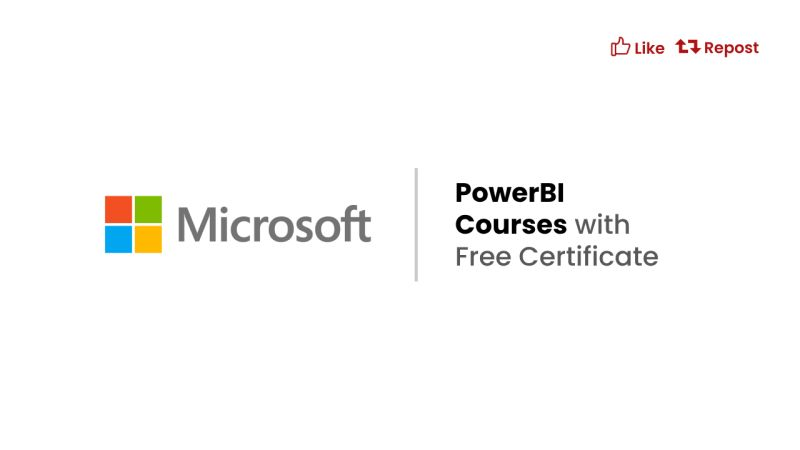 Like Repost
Microsoft
PowerBI
Courses with
Free Certificate